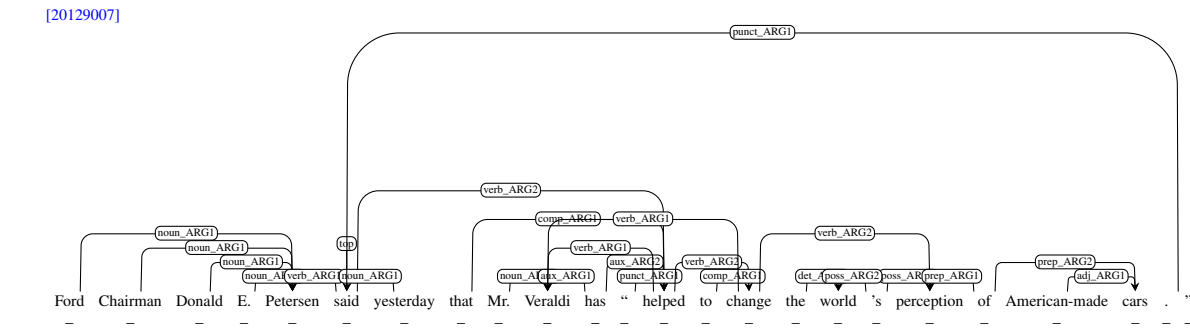 [20129007]
punct_ARG1
verb_ARG2
comp_ARG1 verb_ARG1
noun_ARG1 verb_ARG2
top
noun_ARG1 verb_ARG1
noun_ARG1 aux_ARG2 verb_ARG2 prep_ARG2
verb_ARG1 noun_ARG1 aux_ARG1 punct_ARG1 comp_ARG1 poss_ARG2 prep_ARG1 adj_ARG1
Ford Chairman Donald E. Petersen said yesterday that Mr. Veraldi has “ helped to change the world ’s perception of American-made cars . ”